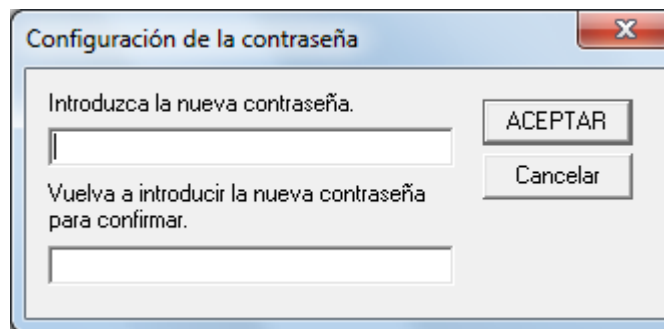 Configuración de la contraseña
Introduzca la nueva contraseña.
ACEPTAR
Cancelar
Vuelva a introducir la nueva contraseña
para confirmar.